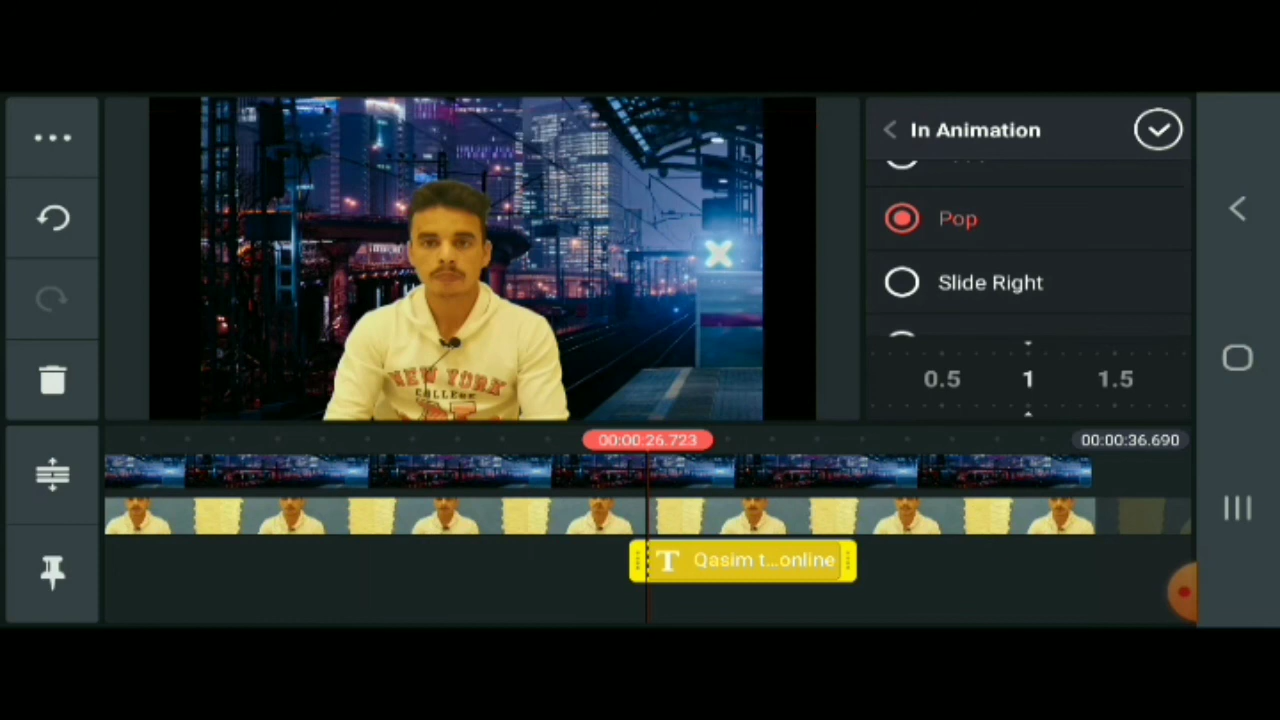 In Animation
Pop
Slide Right
0.5 1 1.5
NEW YORK
COLLEGE
00:00:26.723
00:00:36.690
T Qasim t...online